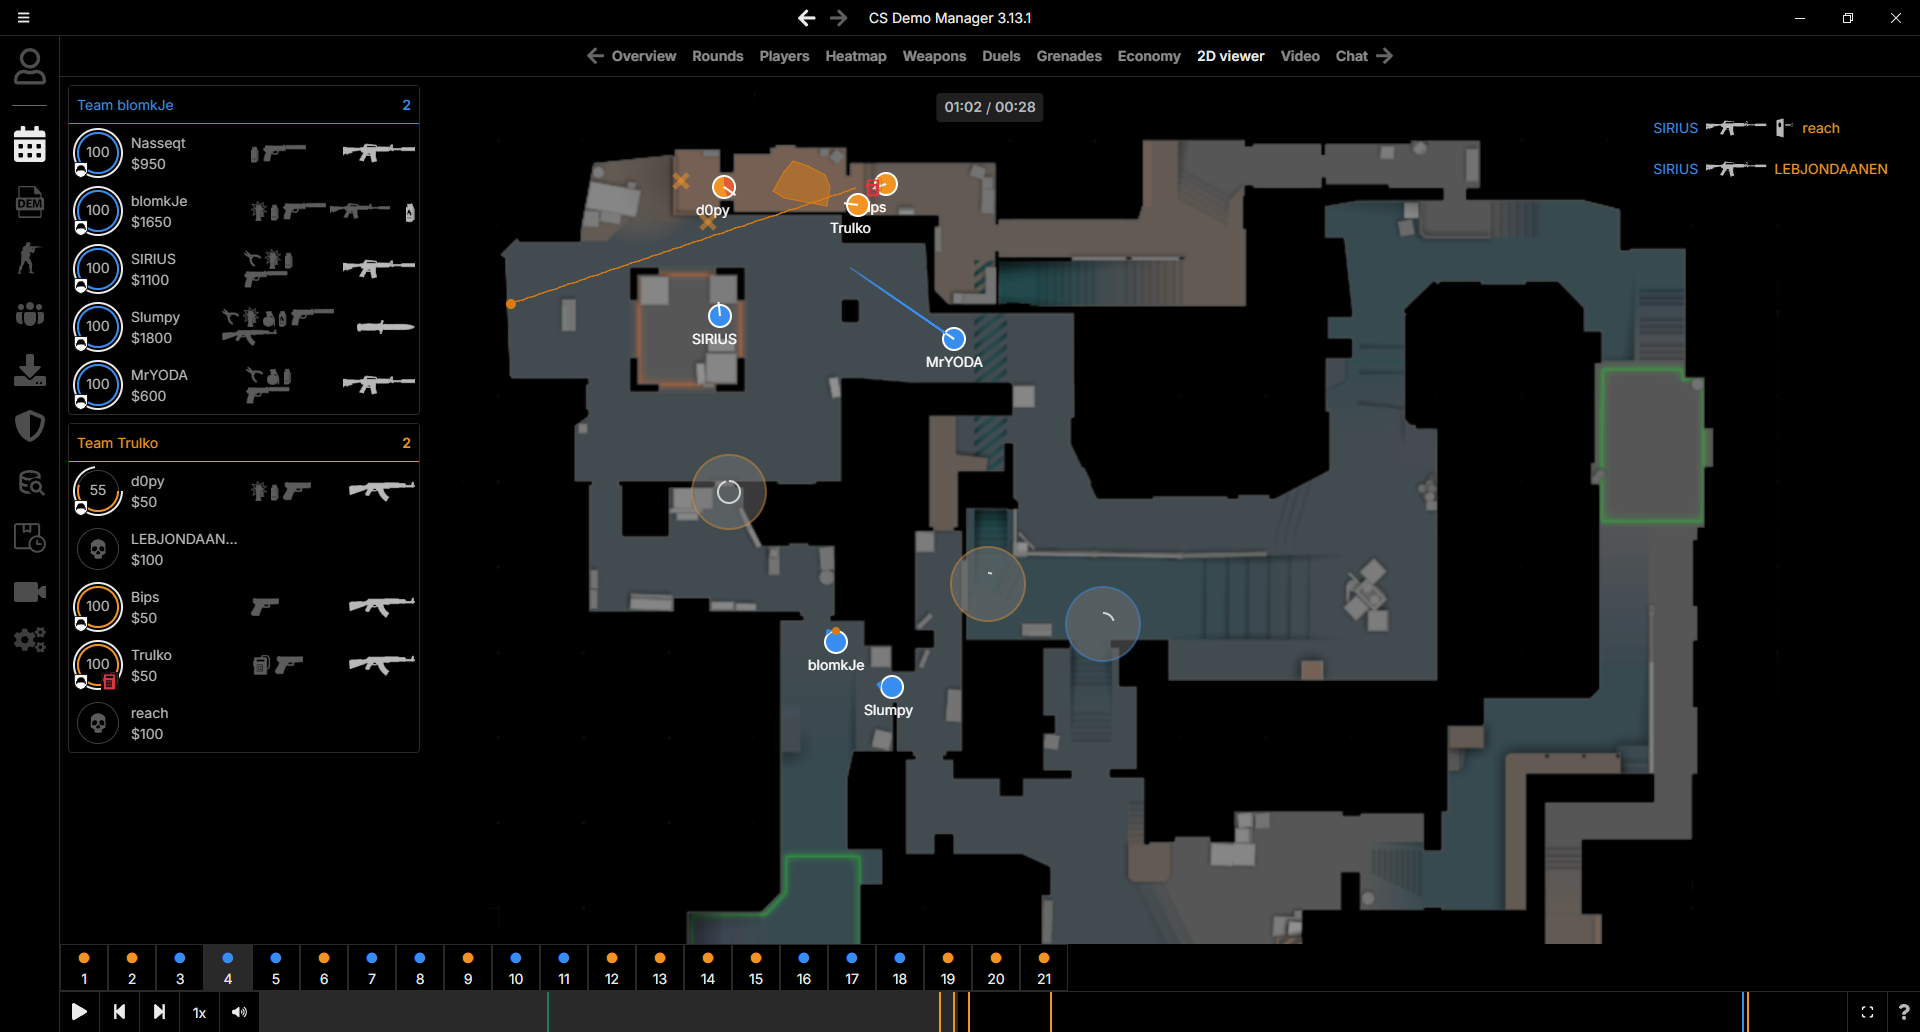 CS Demo Manager 3.13.1
Overview Rounds Players Heatmap Weapons Duels Grenades Economy 2D viewer Video Chat
DEM
Team blomkJe 2
100 Nasseqt
$950
100 blomkJe
$1650
100 SIRIUS
$1100
100 Slumpy
$1800
100 MrYODA
$600
Team Trulko 2
55 d0py
$50
LEBJONDAAN...
$100
100 Bips
$50
100 Trulko
$50
reach
$100
01:02 / 00:28
SIRIUS reach
SIRIUS LEBJONDAANEN
d0py
ips
Trulko
SIRIUS
MrYODA
blomkJe
Slumpy
1 2 3 4 5 6 7 8 9 10 11 12 13 14 15 16 17 18 19 20 21
1x
?